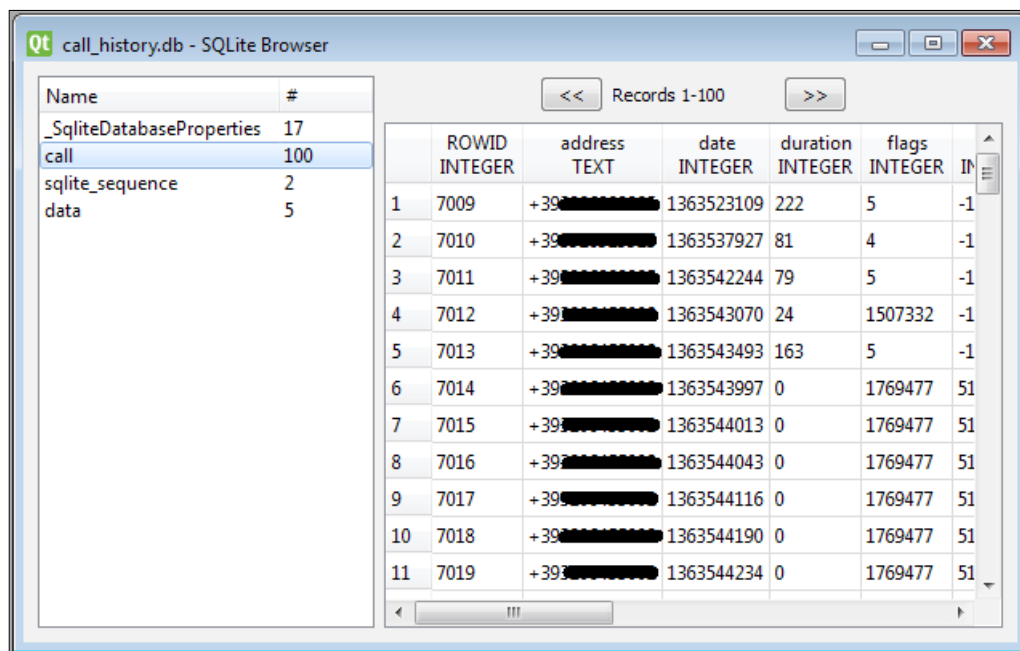 Qt call_history.db - SQLite Browser
Name #
_SqliteDatabaseProperties 17
call 100
sqlite_sequence 2
data 5
<< Records 1-100 >>
ROWID address date duration flags
INTEGER TEXT INTEGER INTEGER INTEGER IN
1 7009 +39 1363523109 222 5 -1
2 7010 +39 1363537927 81 4 -1
3 7011 +39 1363542244 79 5 -1
4 7012 +39 1363543070 24 1507332 -1
5 7013 +39 1363543493 163 5 -1
6 7014 +39 1363543997 0 1769477 51
7 7015 +39 1363544013 0 1769477 51
8 7016 +39 1363544043 0 1769477 51
9 7017 +39 1363544116 0 1769477 51
10 7018 +39 1363544190 0 1769477 51
11 7019 +39 1363544234 0 1769477 51